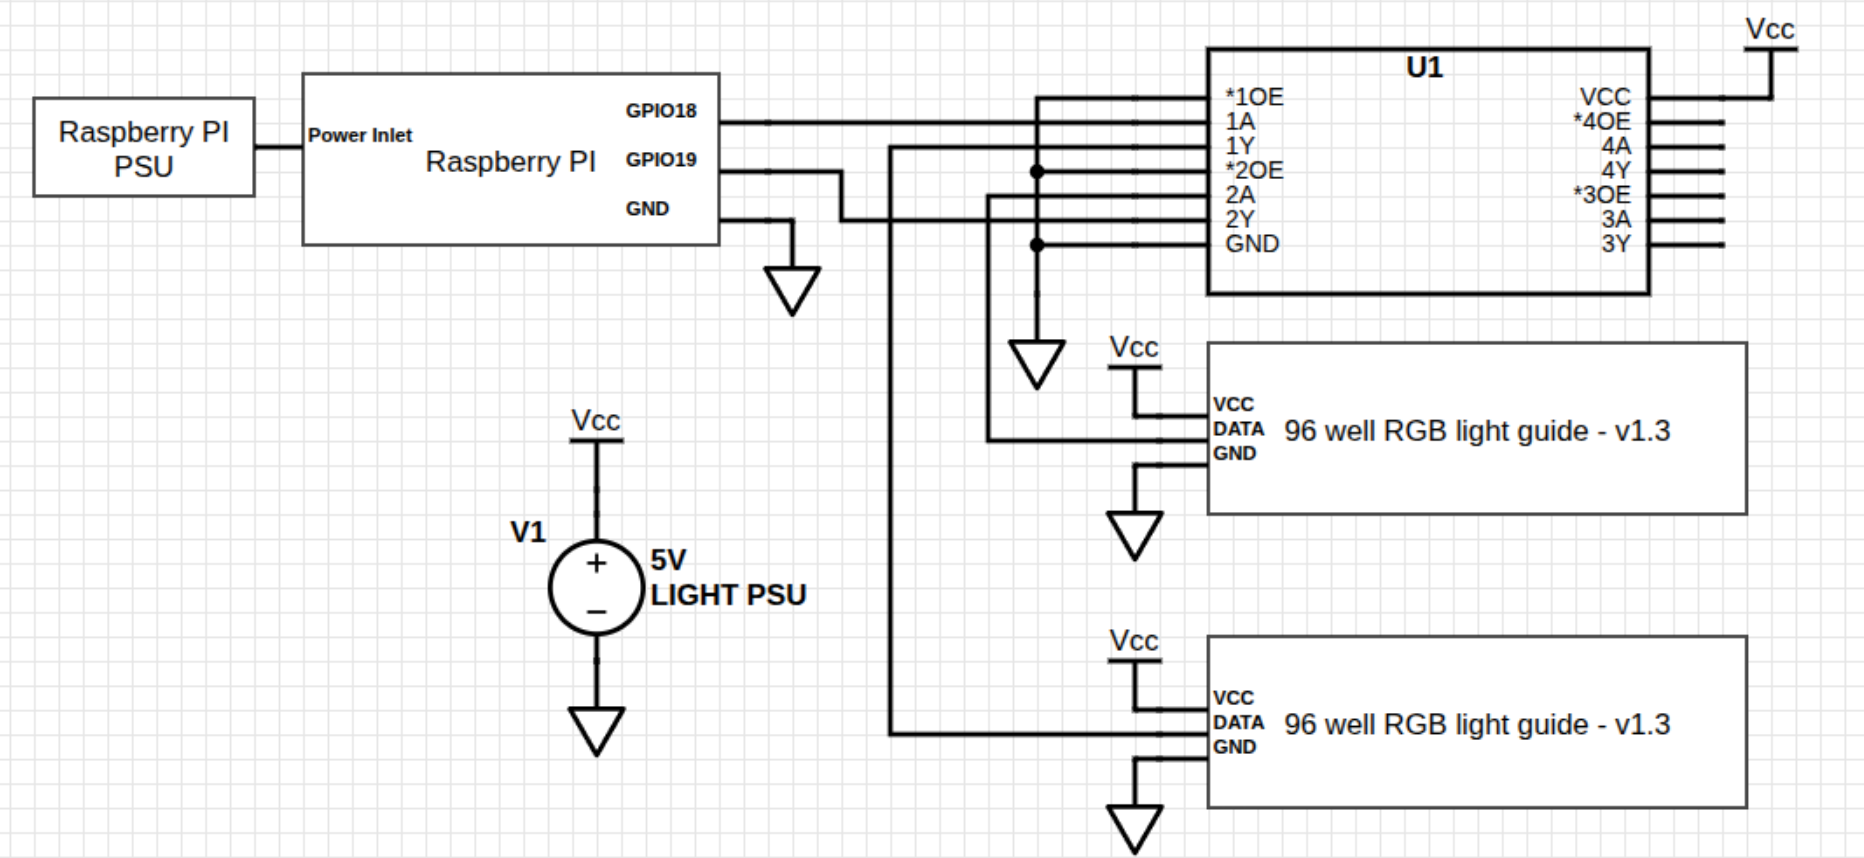 Raspberry PI
PSU
Power Inlet
Raspberry PI
GPIO18
GPIO19
GND
U1
*1OE
1A
1Y
*2OE
2A
2Y
GND
VCC
*4OE
4A
4Y
*3OE
3A
3Y
Vcc
Vcc
VCC
DATA
GND
96 well RGB light guide - v1.3
Vcc
V1
+
−
5V
LIGHT PSU
Vcc
VCC
DATA
GND
96 well RGB light guide - v1.3